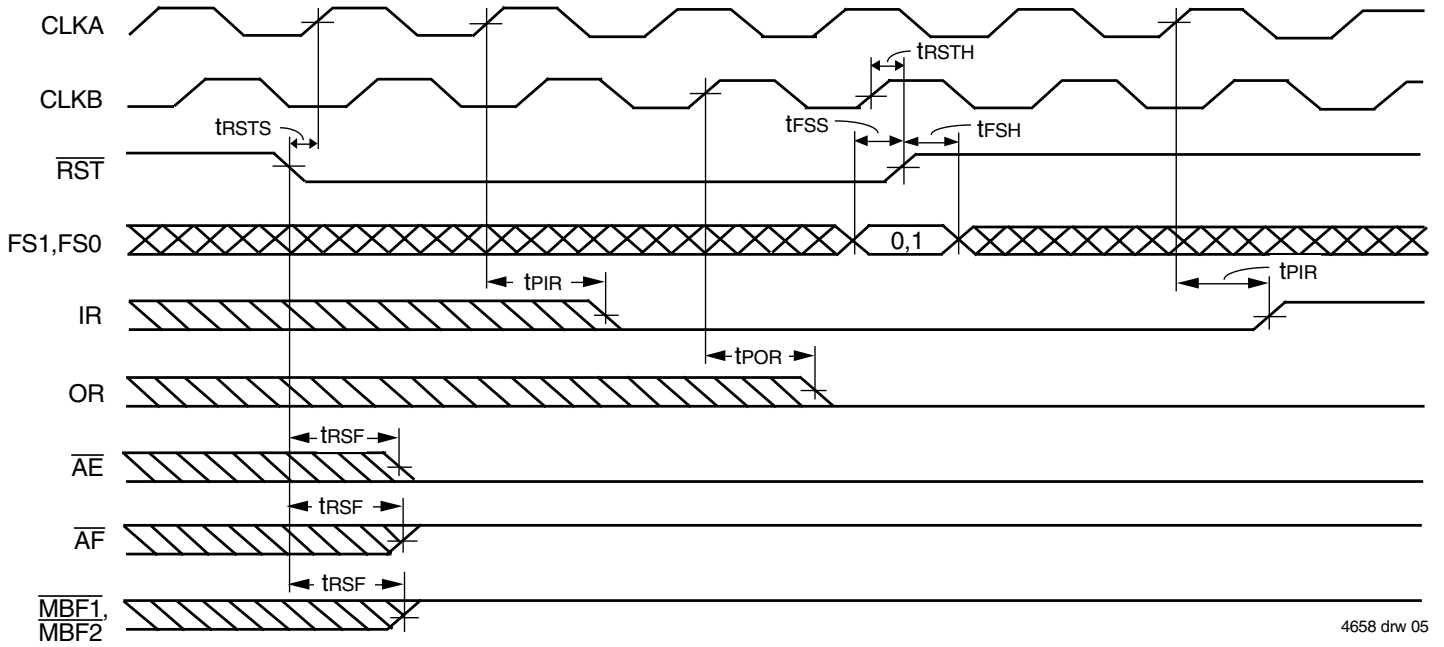 CLKA
tRSTH
CLKB
tRSTS
tFSS
tFSH
RST
FS1,FS0
0,1
tPIR
tPIR
IR
tPOR
OR
tRSF
AE
tRSF
AF
tRSF
MBF1,
MBF2
4658 drw 05